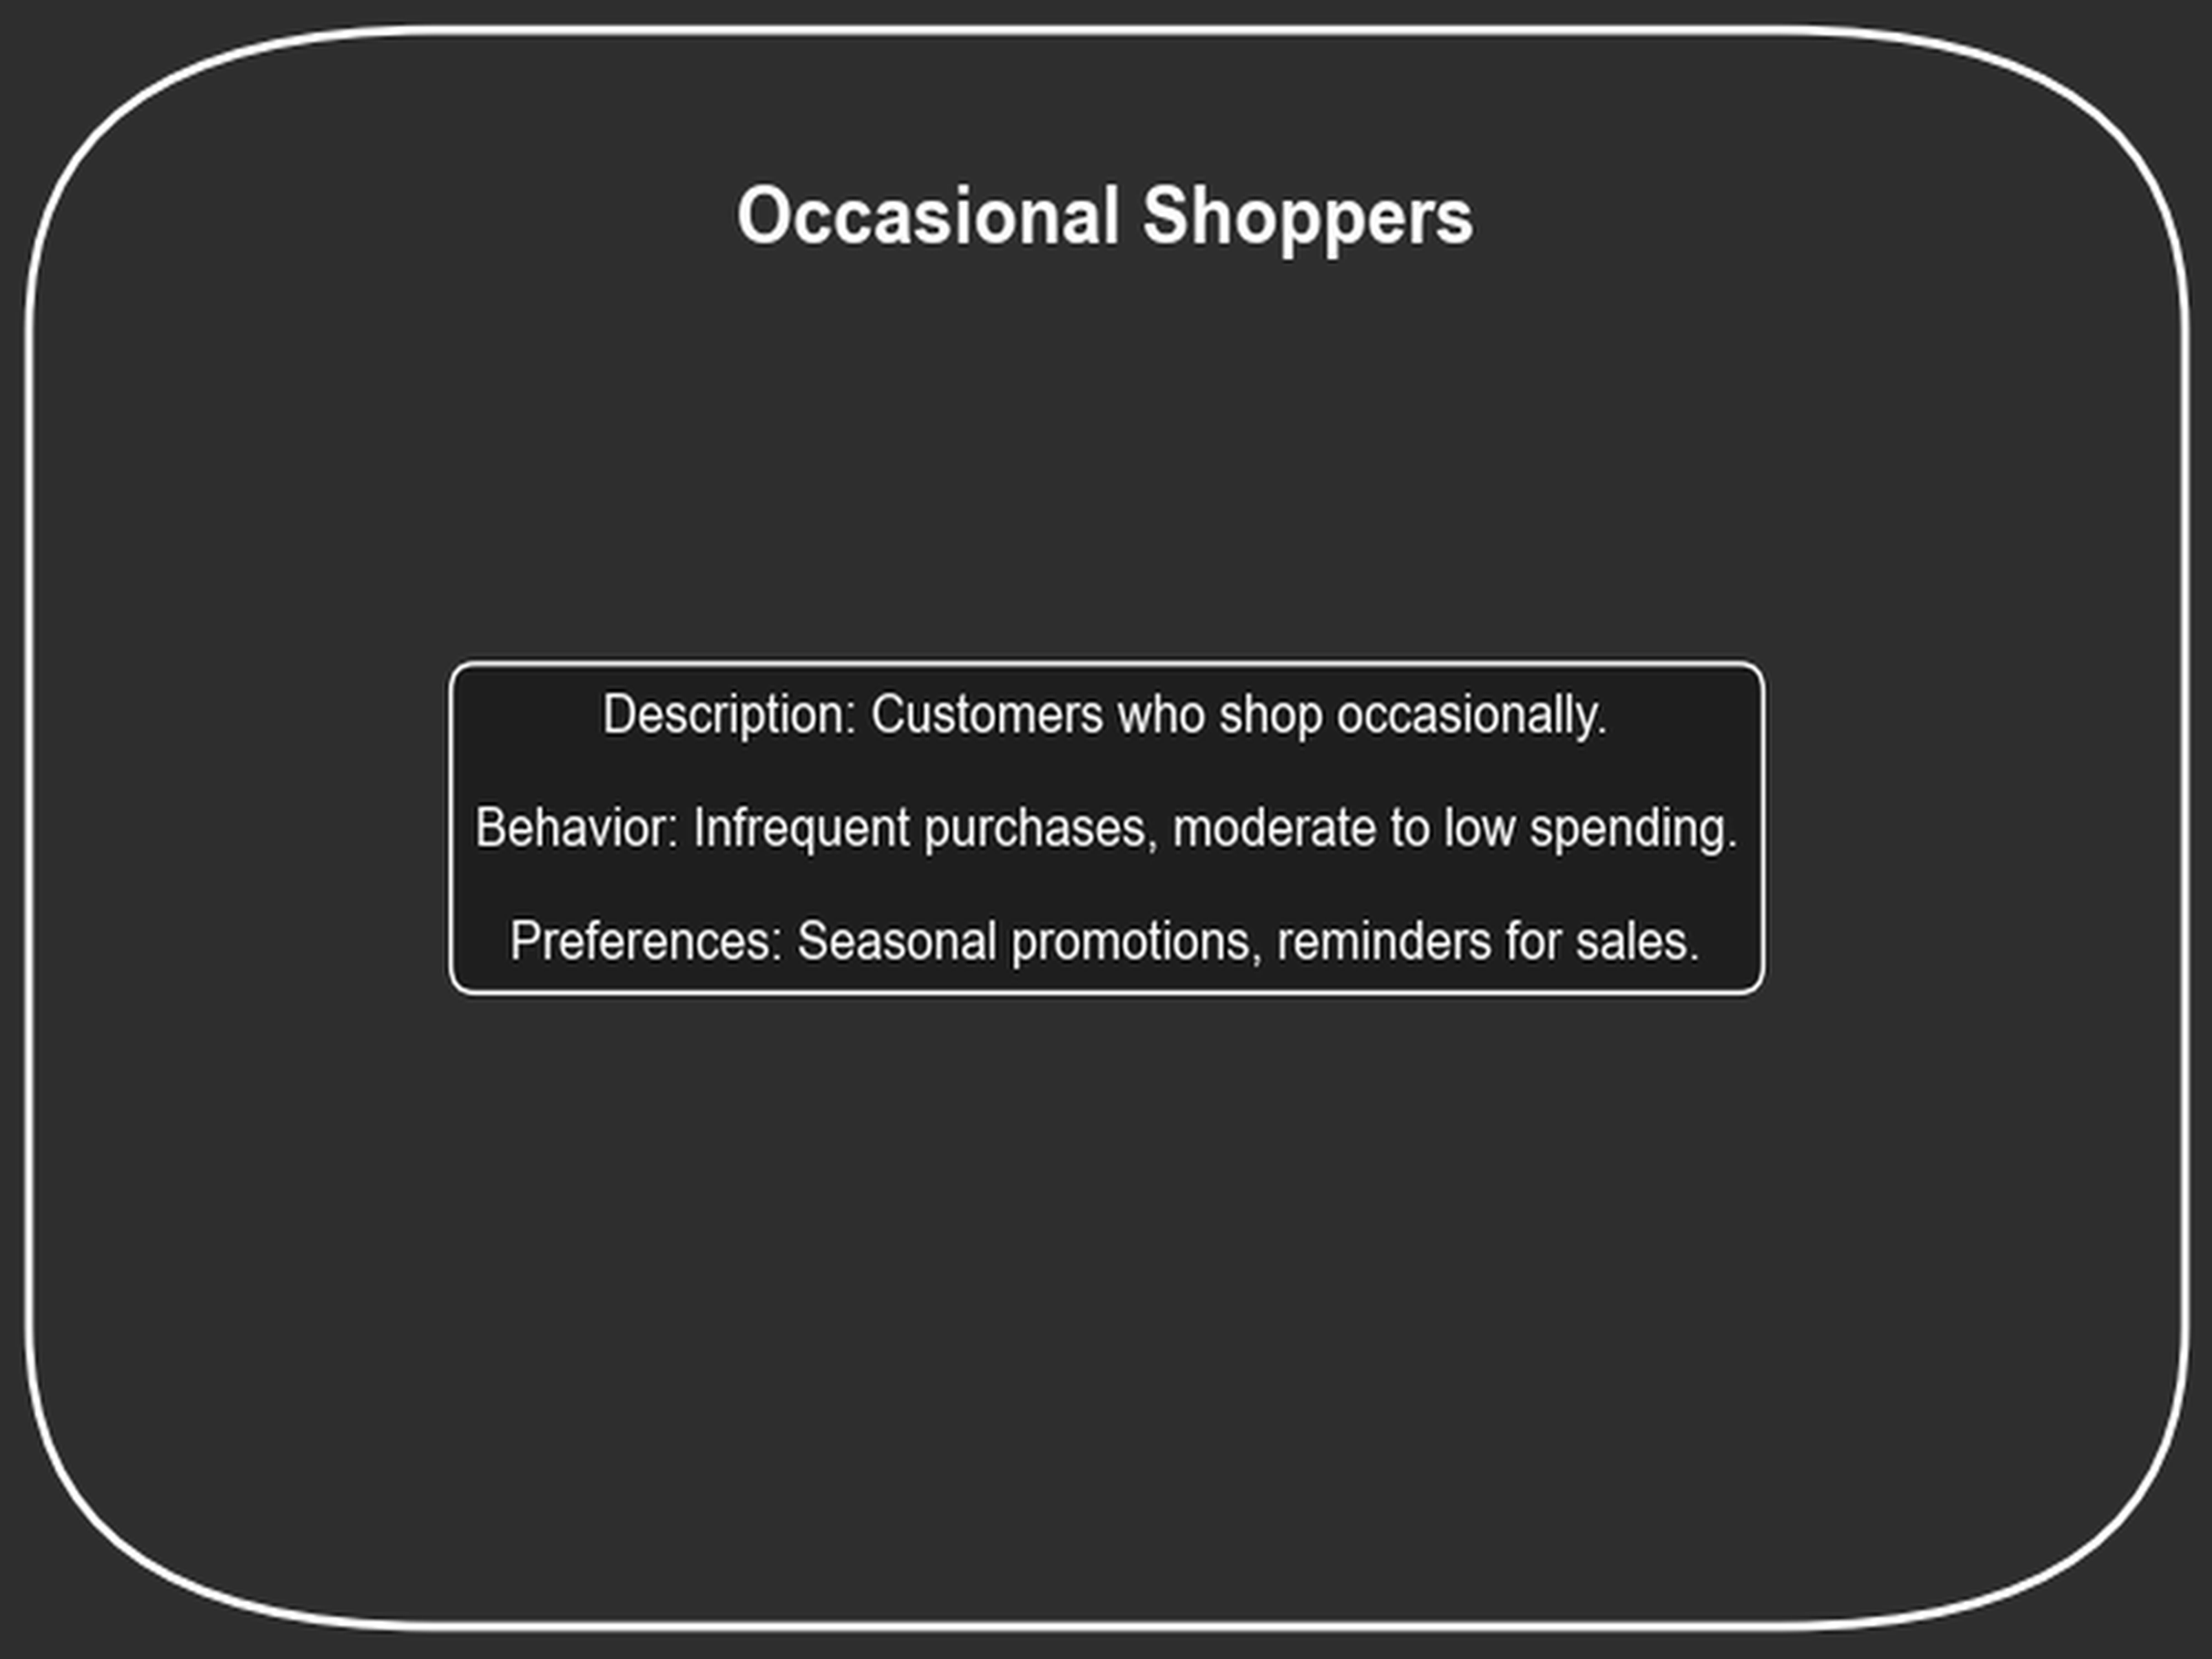 Occasional Shoppers
Description: Customers who shop occasionally.
Behavior: Infrequent purchases, moderate to low spending.
Preferences: Seasonal promotions, reminders for sales.